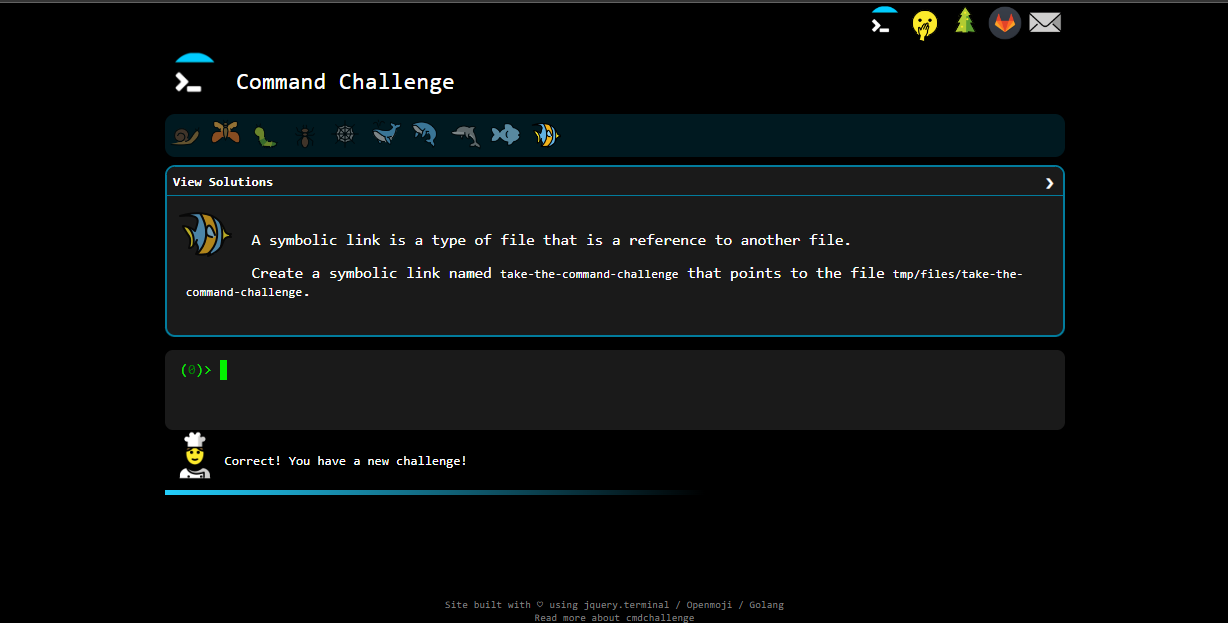 Command Challenge
View Solutions
A symbolic link is a type of file that is a reference to another file.
Create a symbolic link named take-the-command-challenge that points to the file tmp/files/take-the-
command-challenge.
(0)>
Correct! You have a new challenge!
Site built with ♡ using jquery.terminal / Openmoji / Golang
Read more about cmdchallenge